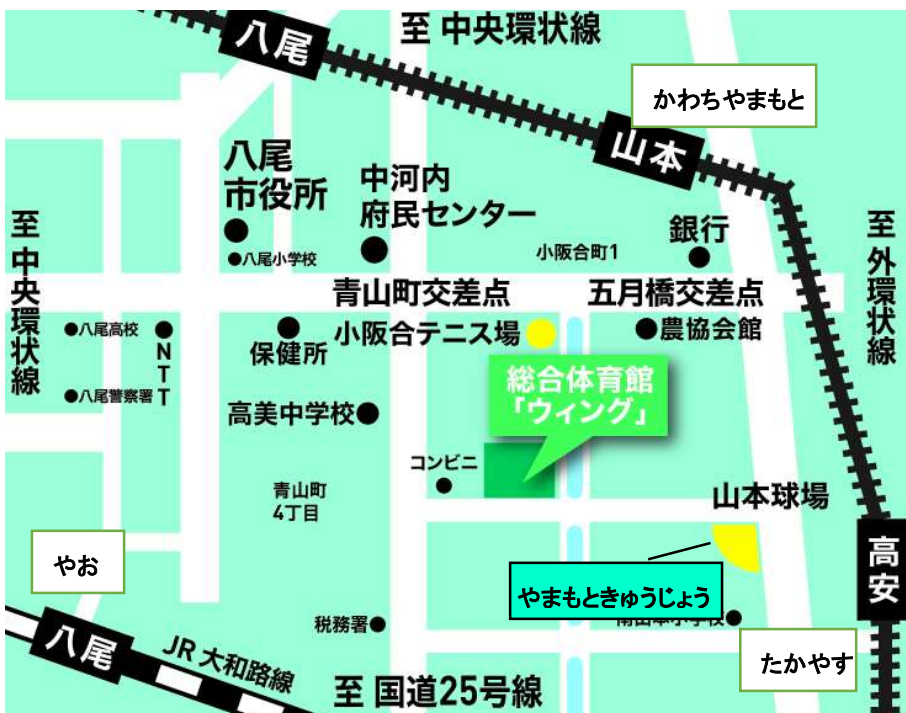 八尾
至 中央環状線
かわちやまもと
山本
八尾
市役所
中河内
府民センター
小阪合町1
銀行
八尾小学校
至 中央環状線
至 外環状線
青山町交差点
五月橋交差点
八尾高校
NTT
保健所
小阪合テニス場
農協会館
八尾警察署
総合体育館
「ウィング」
高美中学校
コンビニ
青山町
4丁目
山本球場
高安
やお
やまもときゅうじょう
税務署
南山本小学校
八尾
JR 大和路線
至 国道25号線
たかやす